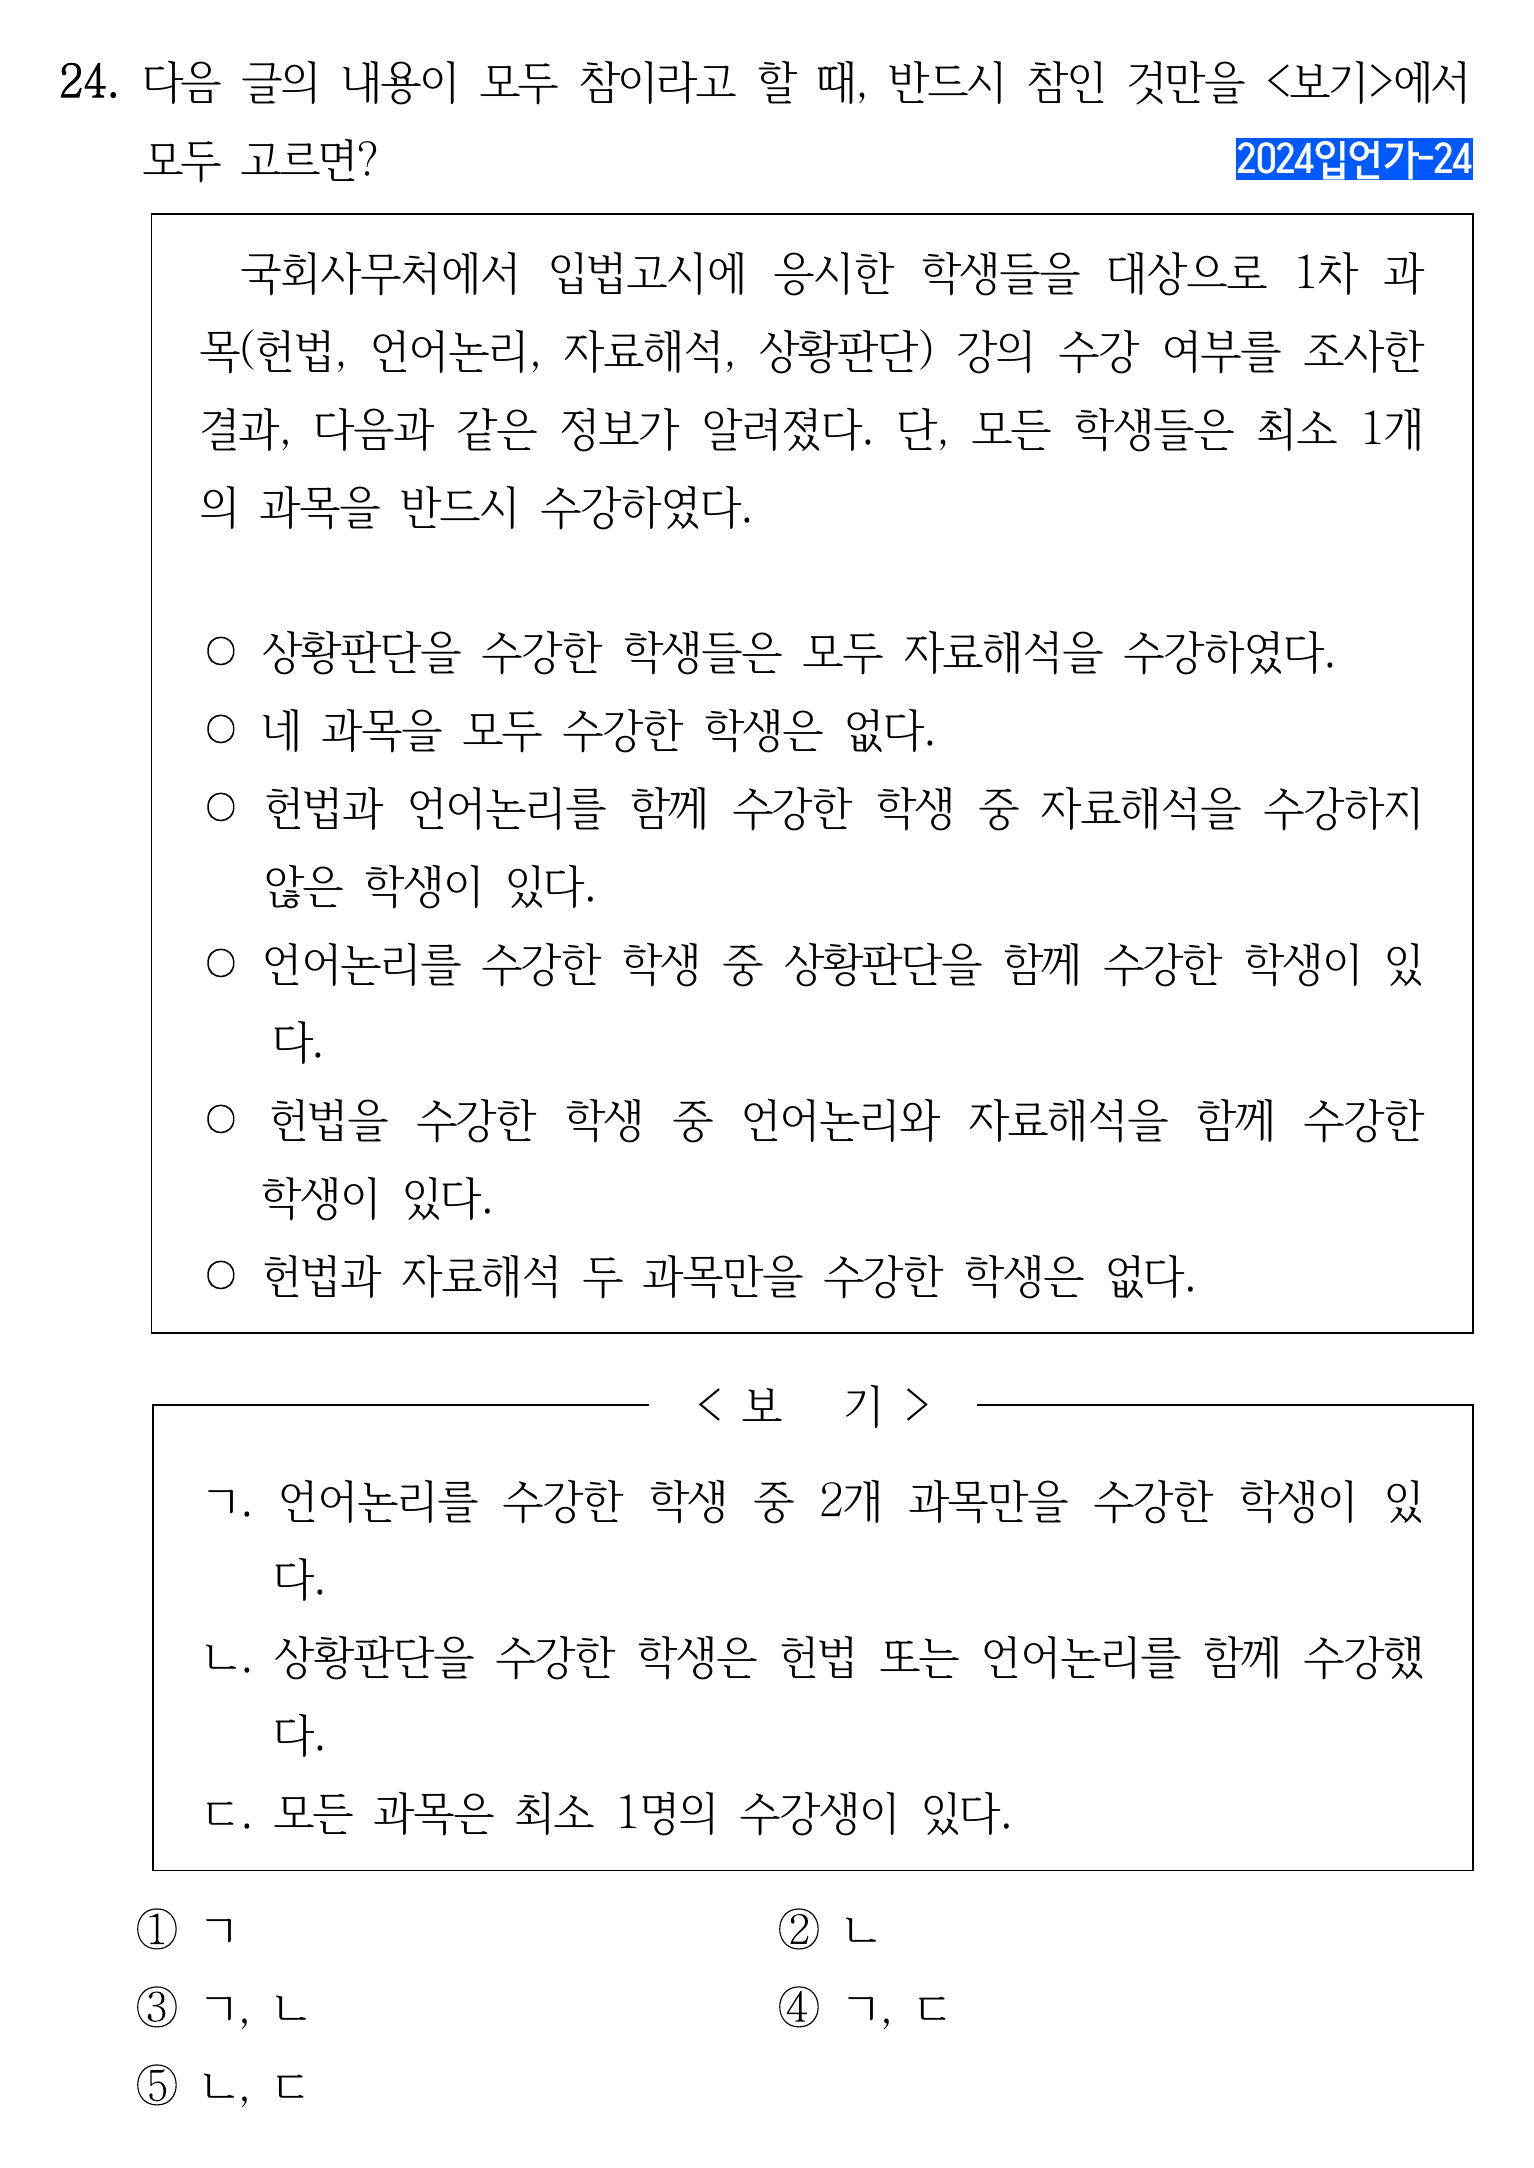 24. 다음 글의 내용이 모두 참이라고 할 때, 반드시 참인 것만을 <보기>에서
모두 고르면?
2024입언가-24
국회사무처에서 입법고시에 응시한 학생들을 대상으로 1차 과
목(헌법, 언어논리, 자료해석, 상황판단) 강의 수강 여부를 조사한
결과, 다음과 같은 정보가 알려졌다. 단, 모든 학생들은 최소 1개
의 과목을 반드시 수강하였다.
○ 상황판단을 수강한 학생들은 모두 자료해석을 수강하였다.
○ 네 과목을 모두 수강한 학생은 없다.
○ 헌법과 언어논리를 함께 수강한 학생 중 자료해석을 수강하지
않은 학생이 있다.
○ 언어논리를 수강한 학생 중 상황판단을 함께 수강한 학생이 있
다.
○ 헌법을 수강한 학생 중 언어논리와 자료해석을 함께 수강한
학생이 있다.
○ 헌법과 자료해석 두 과목만을 수강한 학생은 없다.
< 보 기 >
ㄱ. 언어논리를 수강한 학생 중 2개 과목만을 수강한 학생이 있
다.
ㄴ. 상황판단을 수강한 학생은 헌법 또는 언어논리를 함께 수강했
다.
ㄷ. 모든 과목은 최소 1명의 수강생이 있다.
① ㄱ ② ㄴ
③ ㄱ, ㄴ ④ ㄱ, ㄷ
⑤ ㄴ, ㄷ